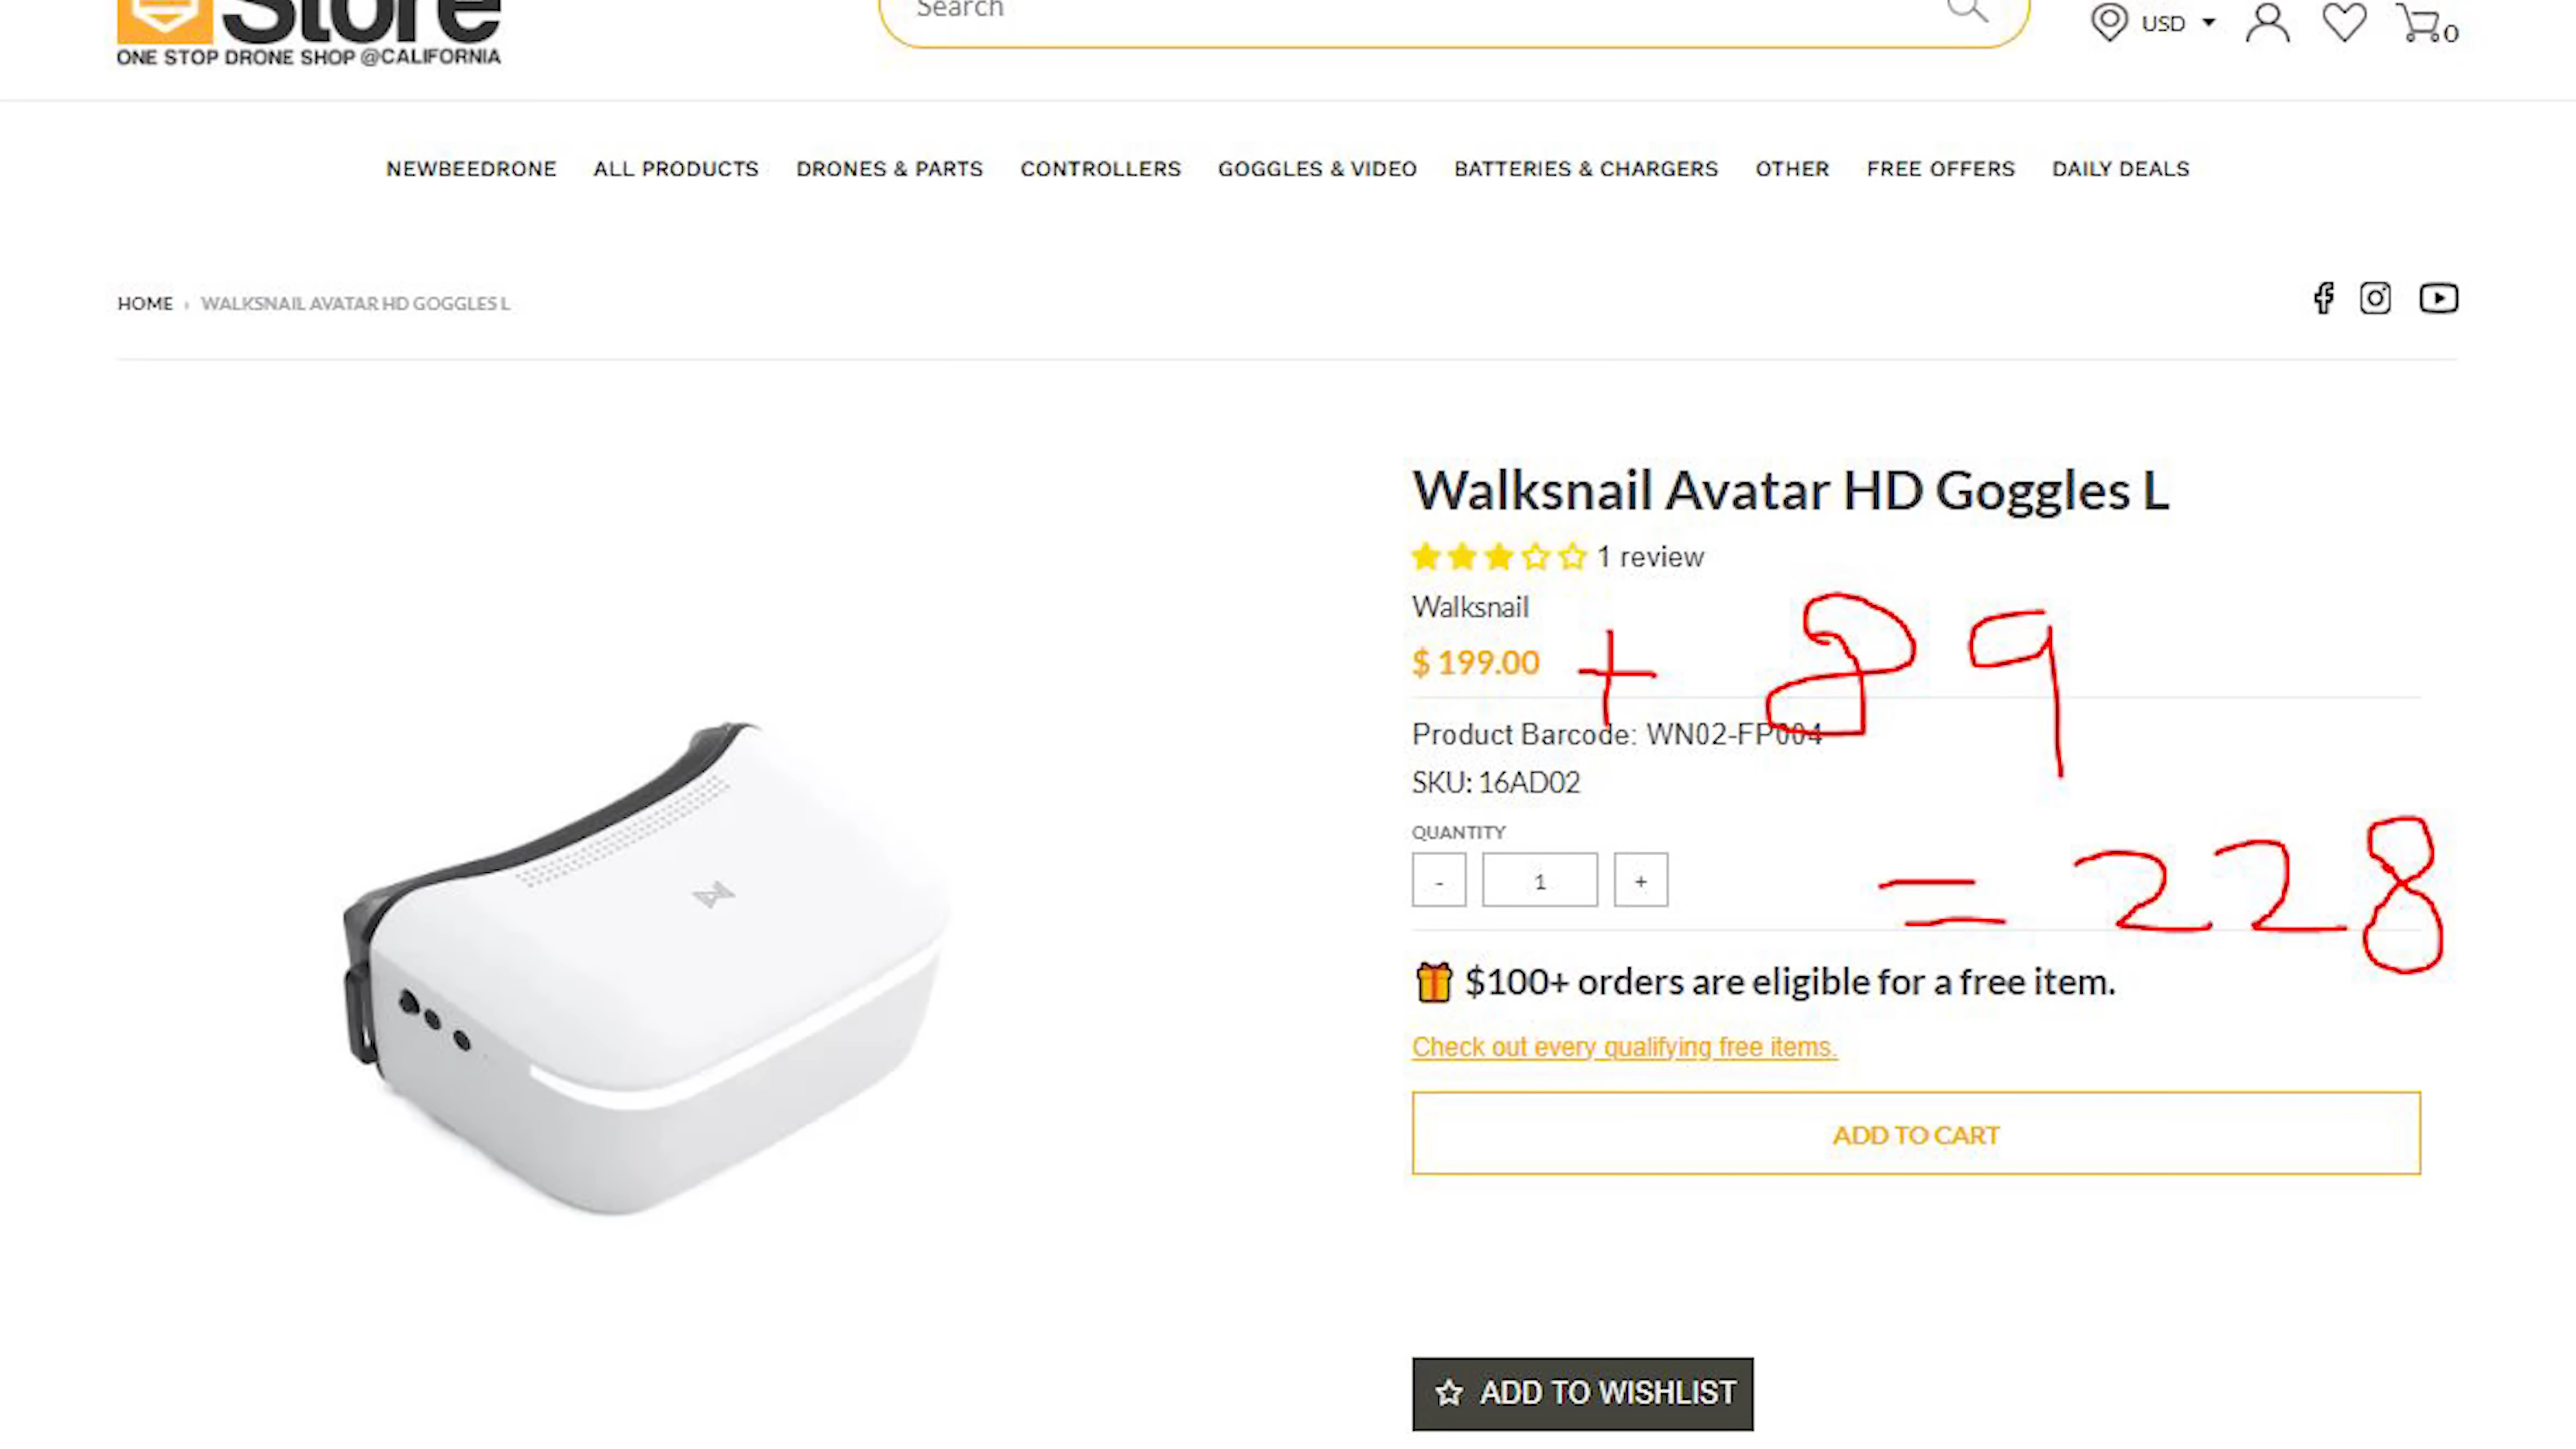 Store
ONE STOP DRONE SHOP @CALIFORNIA
Search
USD
0
NEWBEEDRONE ALL PRODUCTS DRONES & PARTS CONTROLLERS GOGGLES & VIDEO BATTERIES & CHARGERS OTHER FREE OFFERS DAILY DEALS
HOME › WALKSNAIL AVATAR HD GOGGLES L
Walksnail Avatar HD Goggles L
1 review
Walksnail
$ 199.00 + 89
Product Barcode: WN02-FP004
SKU: 16AD02
QUANTITY
- 1 +
= 228
$100+ orders are eligible for a free item.
Check out every qualifying free items.
ADD TO CART
ADD TO WISHLIST